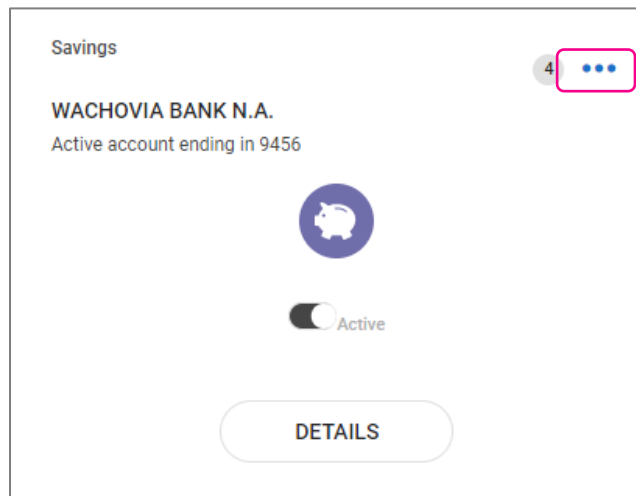 Savings
4
WACHOVIA BANK N.A.
Active account ending in 9456
Active
DETAILS